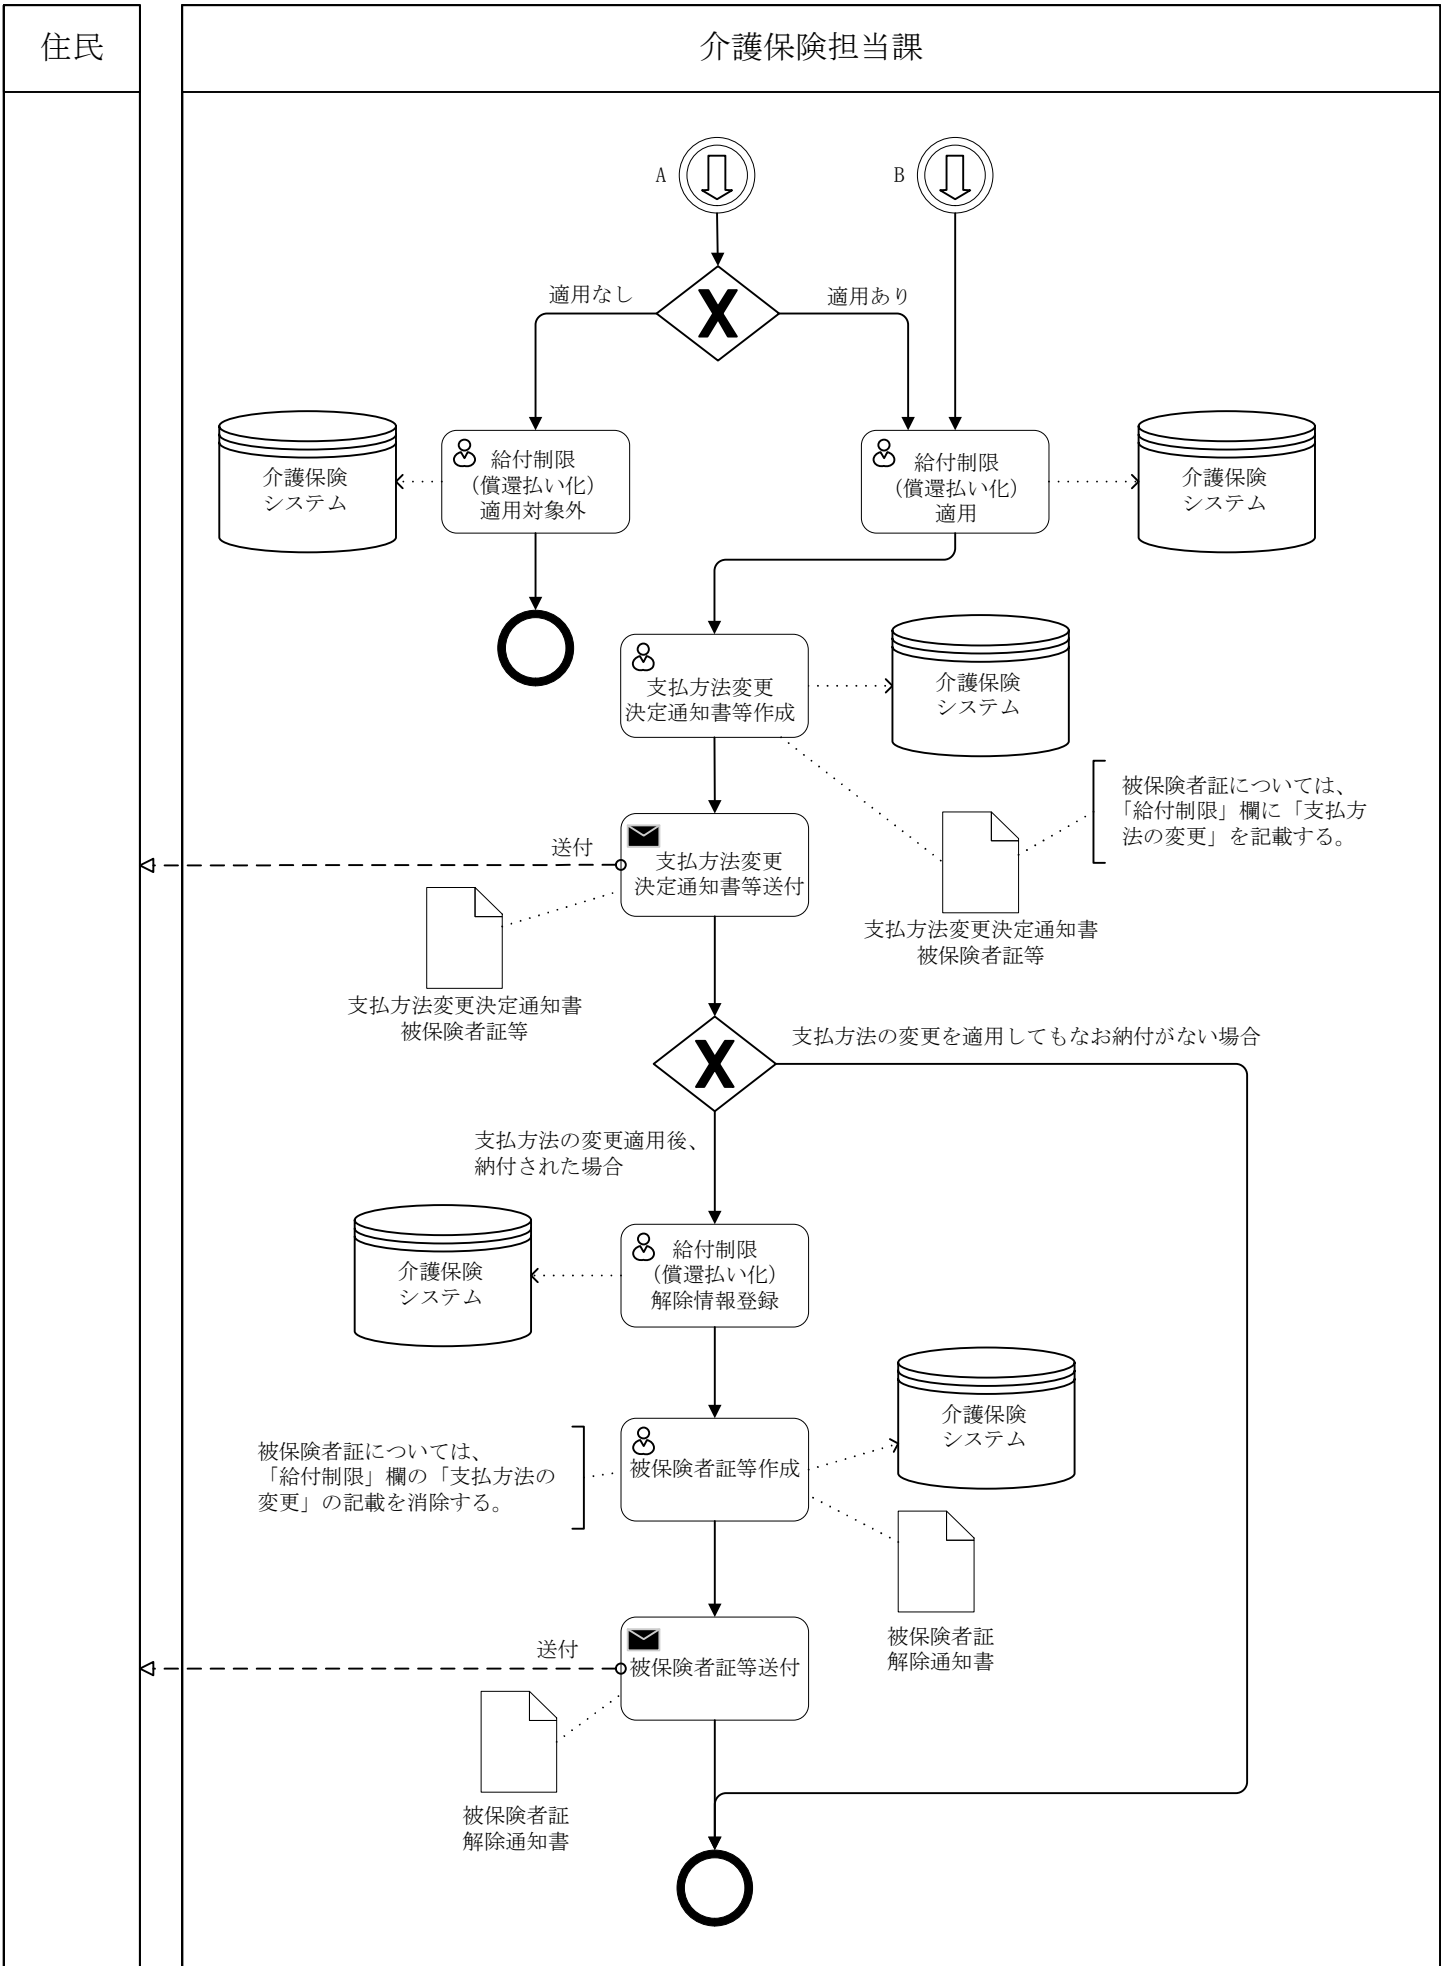 住民
介護保険担当課
A
B
適用なし
適用あり
介護保険
システム
給付制限
（償還払い化）
適用対象外
給付制限
（償還払い化）
適用
介護保険
システム
支払方法変更
決定通知書等作成
介護保険
システム
被保険者証については、
「給付制限」欄に「支払方
法の変更」を記載する。
送付
支払方法変更
決定通知書等送付
支払方法変更決定通知書
被保険者証等
支払方法変更決定通知書
被保険者証等
支払方法の変更を適用してもなお納付がない場合
支払方法の変更適用後、
納付された場合
介護保険
システム
給付制限
（償還払い化）
解除情報登録
介護保険
システム
被保険者証については、
「給付制限」欄の「支払方法の
変更」の記載を消除する。
被保険者証等作成
被保険者証
解除通知書
送付
被保険者証等送付
被保険者証
解除通知書